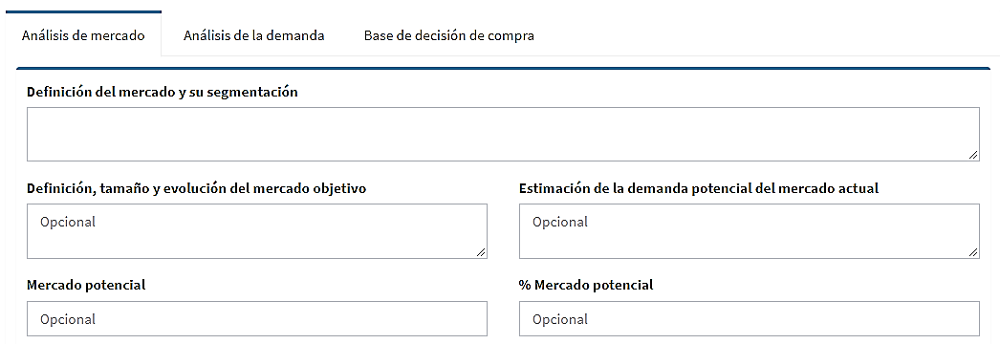 Análisis de mercado Análisis de la demanda Base de decisión de compra
Definición del mercado y su segmentación
Definición, tamaño y evolución del mercado objetivo Estimación de la demanda potencial del mercado actual
Opcional Opcional
Mercado potencial % Mercado potencial
Opcional Opcional